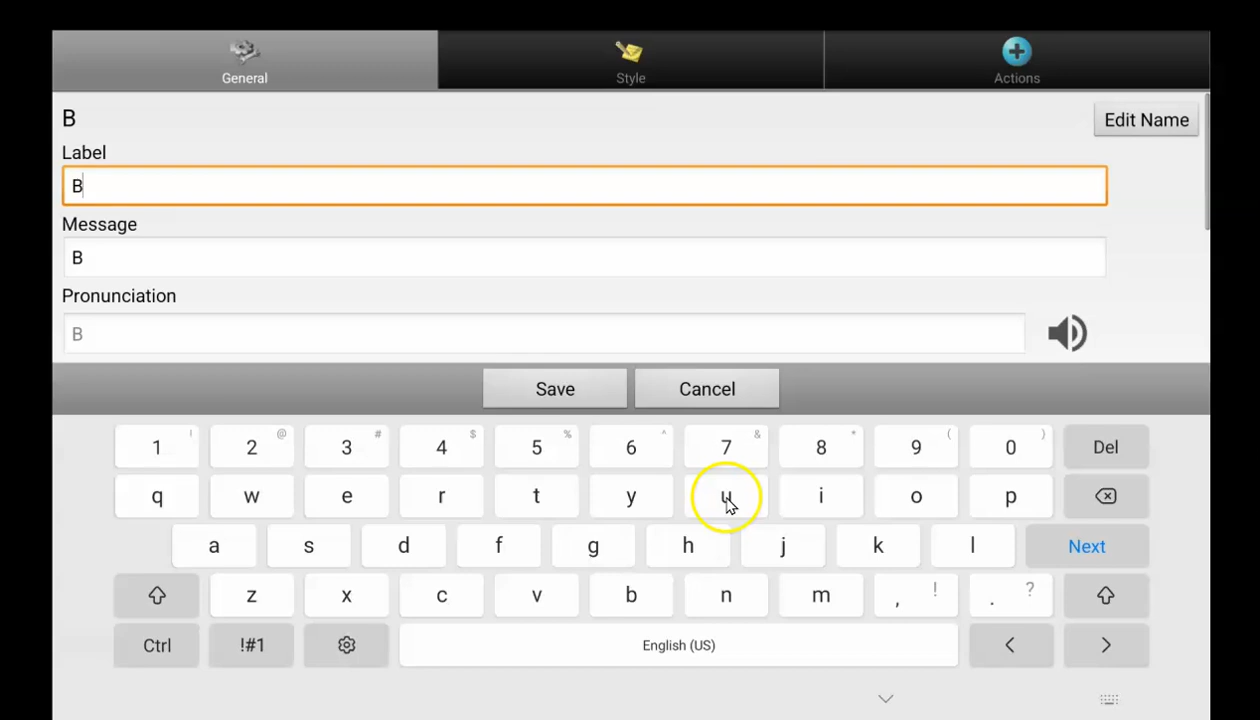 General
Style
Actions
B
Edit Name
Label
B
Message
B
Pronunciation
B
Save Cancel
1 ! 2 @ 3 # 4 $ 5 % 6 ^ 7 & 8 * 9 ( 0 ) Del
q w e r t y u i o p
a s d f g h j k l Next
z x c v b n m , ! . ?
Ctrl !#1 English (US) < >